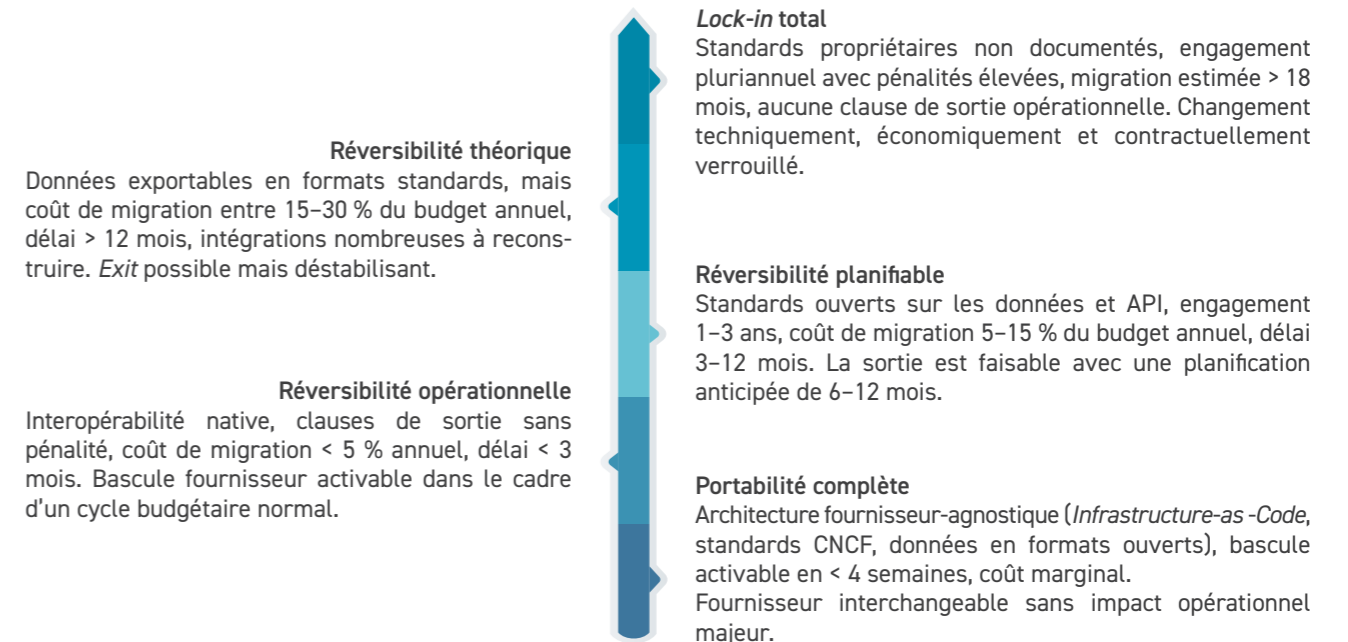 Lock-in total
Standards propriétaires non documentés, engagement
pluriannuel avec pénalités élevées, migration estimée > 18
mois, aucune clause de sortie opérationnelle. Changement
techniquement, économiquement et contractuellement
verrouillé.
Réversibilité théorique
Données exportables en formats standards, mais
coût de migration entre 15–30 % du budget annuel,
délai > 12 mois, intégrations nombreuses à recons-
truire. Exit possible mais déstabilisant.
Réversibilité planifiable
Standards ouverts sur les données et API, engagement
1–3 ans, coût de migration 5–15 % du budget annuel, délai
3–12 mois. La sortie est faisable avec une planification
anticipée de 6–12 mois.
Réversibilité opérationnelle
Interopérabilité native, clauses de sortie sans
pénalité, coût de migration < 5 % annuel, délai < 3
mois. Bascule fournisseur activable dans le cadre
d'un cycle budgétaire normal.
Portabilité complète
Architecture fournisseur-agnostique (Infrastructure-as -Code,
standards CNCF, données en formats ouverts), bascule
activable en < 4 semaines, coût marginal.
Fournisseur interchangeable sans impact opérationnel
majeur.